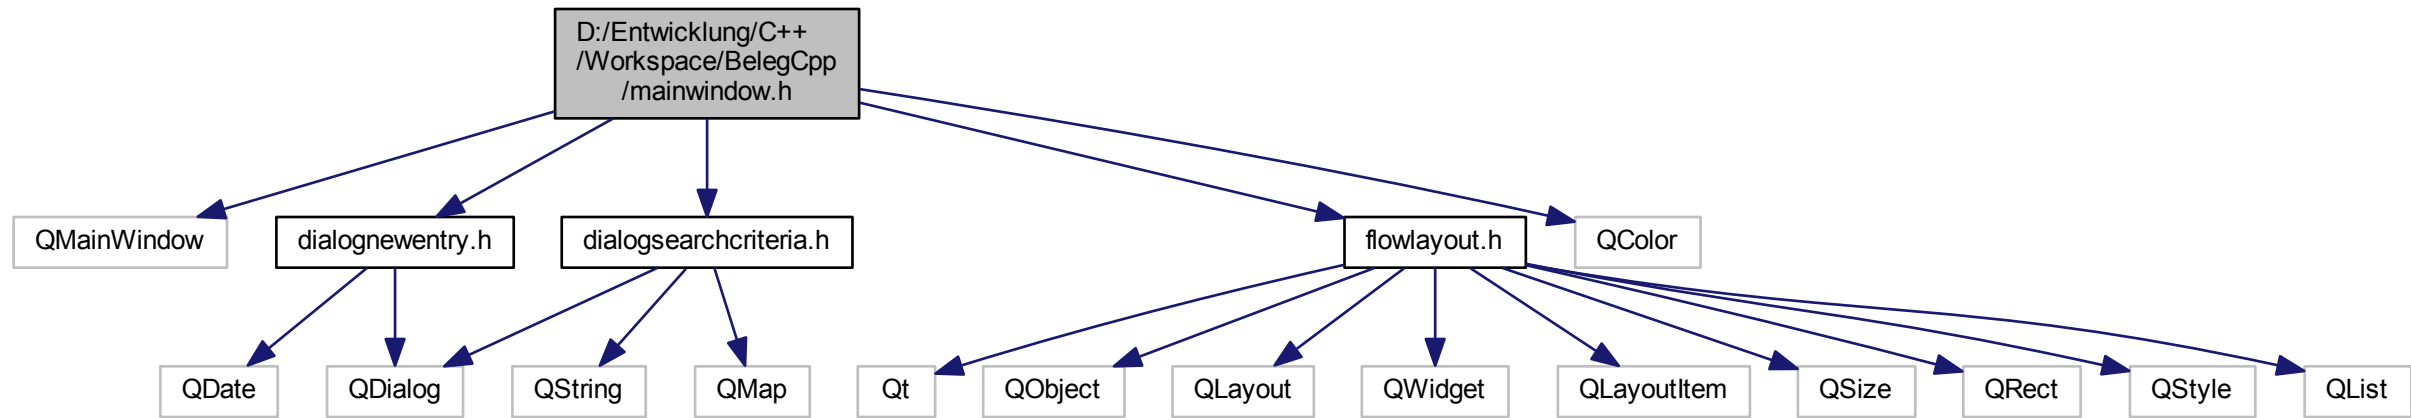 D:/Entwicklung/C++
/Workspace/BelegCpp
/mainwindow.h
QMainWindow
dialognewentry.h
dialogsearchcriteria.h
flowlayout.h
QColor
QDate
QDialog
QString
QMap
Qt
QObject
QLayout
QWidget
QLayoutItem
QSize
QRect
QStyle
QList